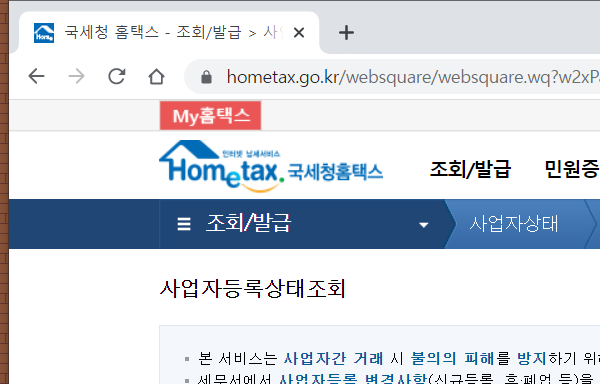 국세청 홈택스 - 조회/발급 > 사
hometax.go.kr/websquare/websquare.wq?w2xP
My홈택스
인터넷 납세서비스
Hometax. 국세청홈택스
조회/발급 민원증
조회/발급 사업자상태
사업자등록상태조회
본 서비스는 사업자간 거래 시 불의의 피해를 방지하기 위
세무서에서 사업자등록 변경사항(신규등록, 휴·폐업 등)을